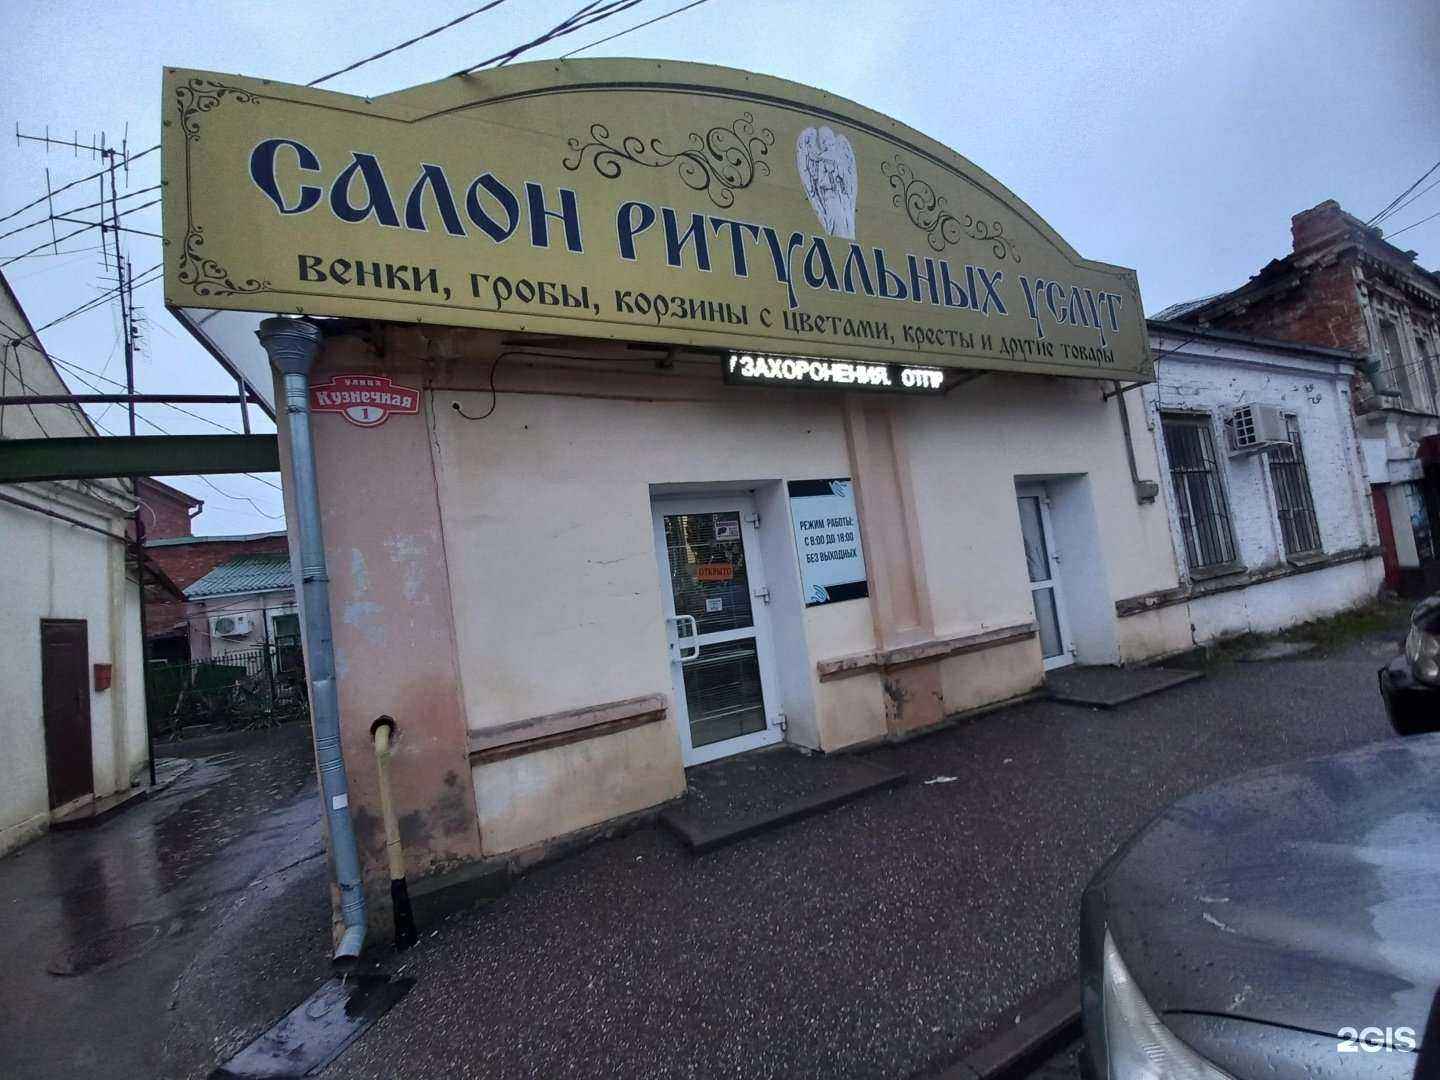 САЛОН РИТУАЛЬНЫХ УСЛУГ
ВЕНКИ, ГРОБЫ, КОРЗИНЫ С ЦВЕТАМИ, КРЕСТЫ И ДРУГИЕ ТОВАРЫ
ЗАХОРОНЕНИЯ. ОТПР
улица
Кузнечная
1
РЕЖИМ РАБОТЫ:
С 8:00 ДО 18:00
БЕЗ ВЫХОДНЫХ
ОТКРЫТО
2GIS